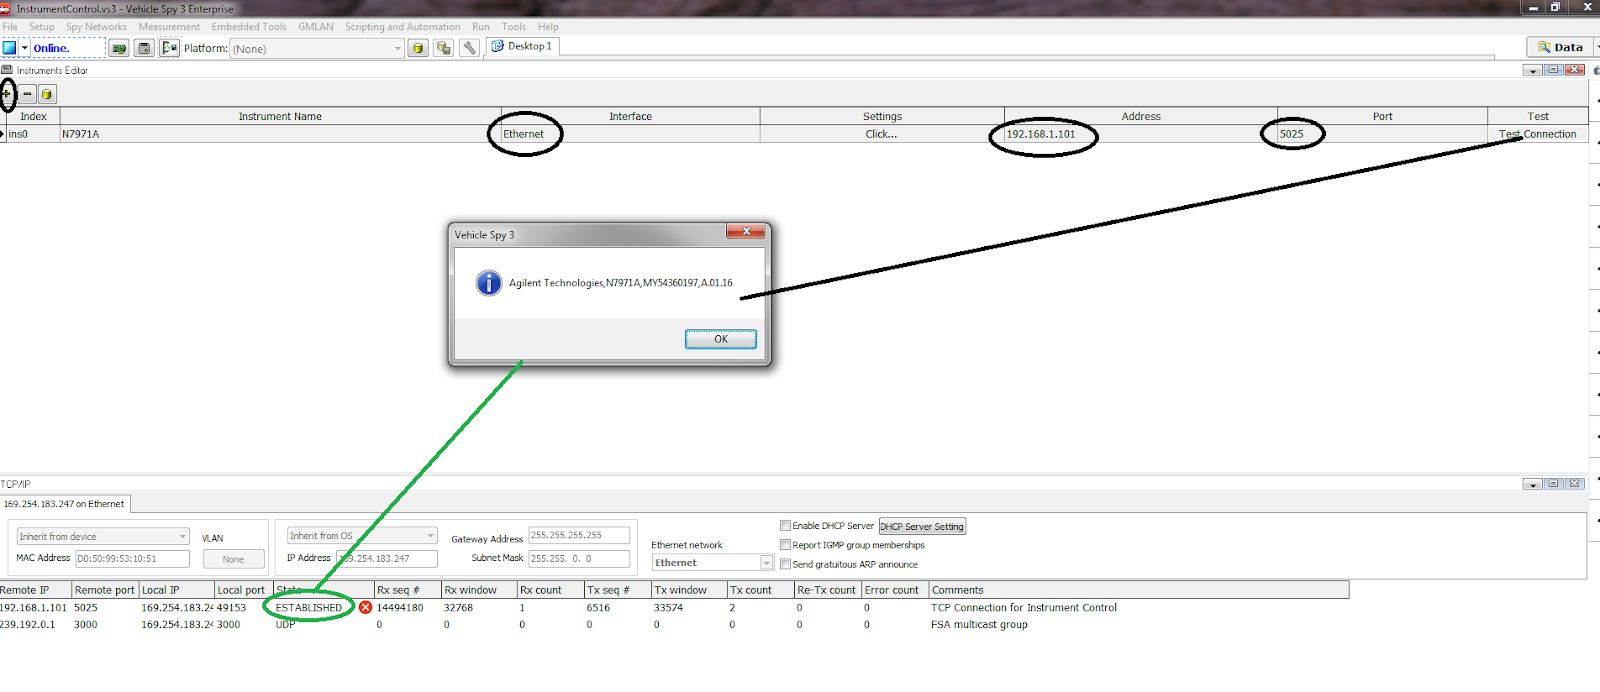 InstrumentControl.vs3 - Vehicle Spy 3 Enterprise
File Setup Spy Networks Measurement Embedded Tools GMLAN Scripting and Automation Run Tools Help
Online. Platform: (None) Desktop 1 Data
Instruments Editor
Index Instrument Name Interface Settings Address Port Test
ins0 N7971A Ethernet Click... 192.168.1.101 5025 Test Connection
Vehicle Spy 3
Agilent Technologies,N7971A,MY54360197,A.01.16
OK
TCP/IP
169.254.183.247 on Ethernet
Inherit from device VLAN Inherit from OS Gateway Address 255.255.255.255 Enable DHCP Server DHCP Server Setting
MAC Address D0:50:99:53:10:51 None IP Address 169.254.183.247 Subnet Mask 255.255. 0. 0 Ethernet network Report IGMP group memberships
Ethernet Send gratuitous ARP announce
Remote IP Remote port Local IP Local port State Rx seq # Rx window Rx count Tx seq # Tx window Tx count Re-Tx count Error count Comments
192.168.1.101 5025 169.254.183.24 49153 ESTABLISHED 14494180 32768 1 6516 33574 2 0 0 TCP Connection for Instrument Control
239.192.0.1 3000 169.254.183.24 3000 UDP 0 0 0 0 0 0 0 0 FSA multicast group